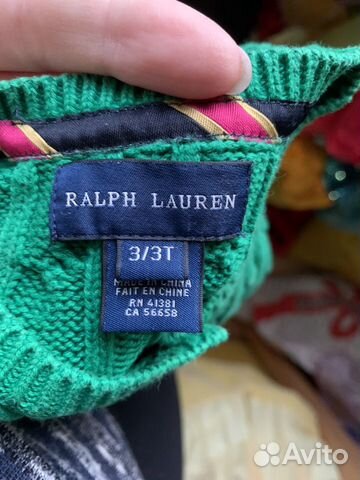 RALPH LAUREN
3/3T
MADE IN CHINA
FAIT EN CHINE
RN 41381
CA 56658
Avito